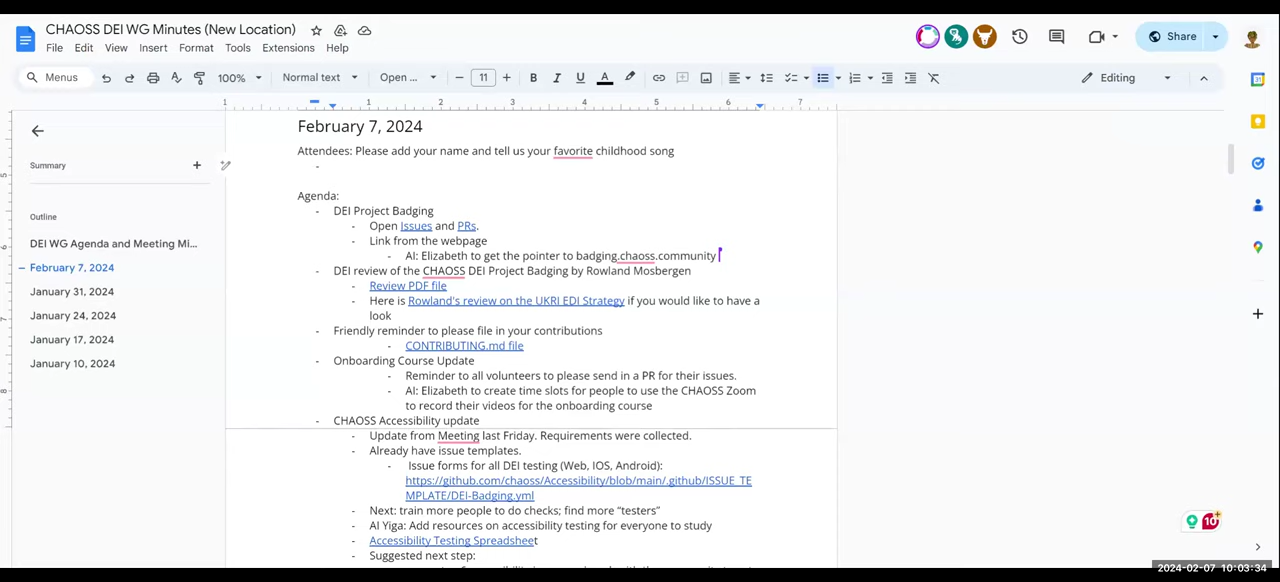 CHAOSS DEI WG Minutes (New Location)
File Edit View Insert Format Tools Extensions Help
Share
Menus 100% Normal text Open ... 11 B I U A Editing
1 1 2 3 4 5 6 7
Summary
Outline
DEI WG Agenda and Meeting Mi...
February 7, 2024
January 31, 2024
January 24, 2024
January 17, 2024
January 10, 2024
February 7, 2024
Attendees: Please add your name and tell us your favorite childhood song
-
Agenda:
- DEI Project Badging
- Open Issues and PRs.
- Link from the webpage
- AI: Elizabeth to get the pointer to badging.chaoss.community
- DEI review of the CHAOSS DEI Project Badging by Rowland Mosbergen
- Review PDF file
- Here is Rowland's review on the UKRI EDI Strategy if you would like to have a
look
- Friendly reminder to please file in your contributions
- CONTRIBUTING.md file
- Onboarding Course Update
- Reminder to all volunteers to please send in a PR for their issues.
- AI: Elizabeth to create time slots for people to use the CHAOSS Zoom
to record their videos for the onboarding course
- CHAOSS Accessibility update
- Update from Meeting last Friday. Requirements were collected.
- Already have issue templates.
- Issue forms for all DEI testing (Web, IOS, Android):
https://github.com/chaoss/Accessibility/blob/main/.github/ISSUE_TE
MPLATE/DEI-Badging.yml
- Next: train more people to do checks; find more “testers”
- AI Yiga: Add resources on accessibility testing for everyone to study
- Accessibility Testing Spreadsheet
- Suggested next step:
10
2024-02-07 10:03:34